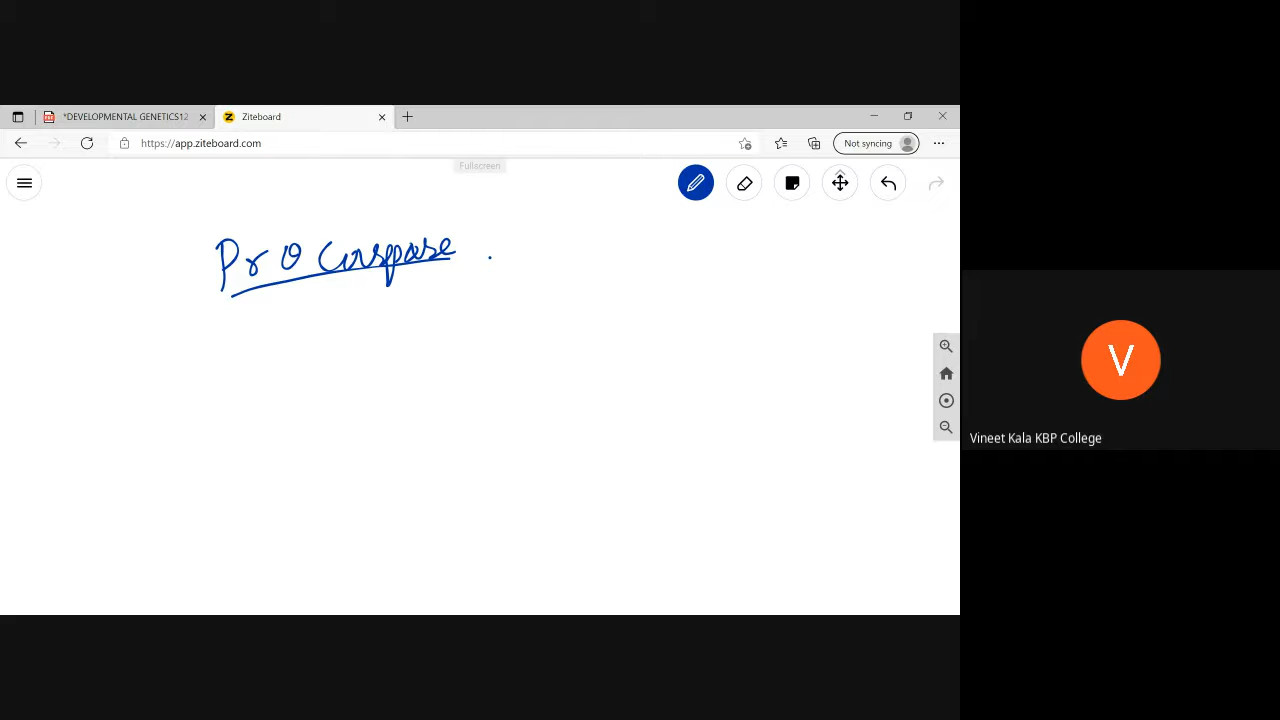 *DEVELOPMENTAL GENETICS12
Ziteboard
https://app.ziteboard.com
Not syncing
Fullscreen
Pro Caspase
V
Vineet Kala KBP College